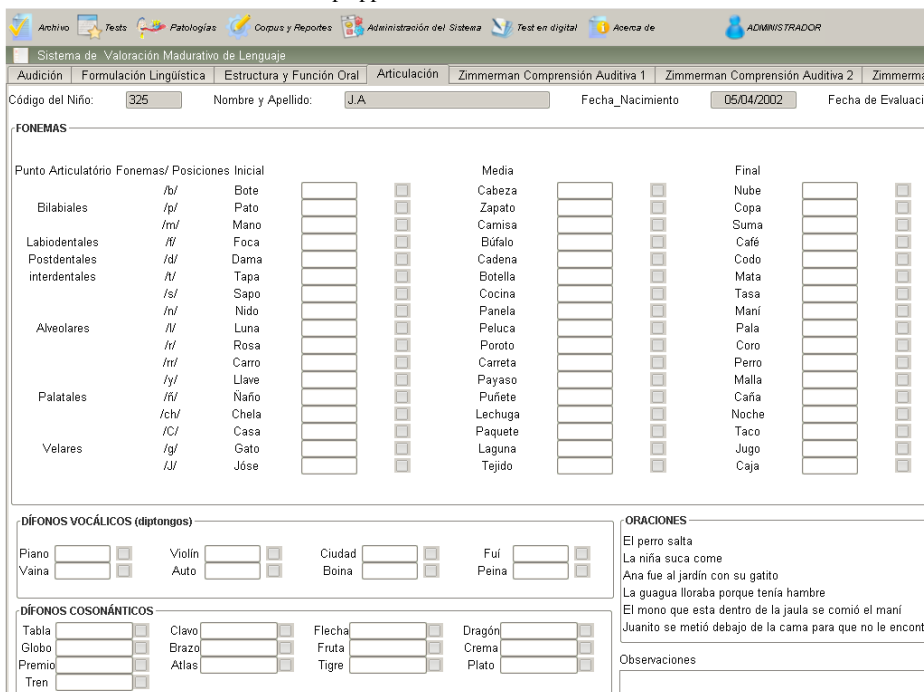 Archivo Tests Patologías Corpus y Reportes Administración del Sistema Test en digital Acerca de ADMINISTRADOR
Sistema de Valoración Madurativo de Lenguaje
Audición Formulación Lingüística Estructura y Función Oral Articulación Zimmerman Comprensión Auditiva 1 Zimmerman Comprensión Auditiva 2 Zimmerma
Código del Niño: 325 Nombre y Apellido: J.A Fecha_Nacimiento 05/04/2002 Fecha de Evaluaci
FONEMAS
Punto Articulatório Fonemas/ Posiciones Inicial Media Final
/b/ Bote Cabeza Nube
Bilabiales /p/ Pato Zapato Copa
/m/ Mano Camisa Suma
Labiodentales /f/ Foca Búfalo Café
Postdentales /d/ Dama Cadena Codo
interdentales /t/ Tapa Botella Mata
/s/ Sapo Cocina Tasa
/n/ Nido Panela Maní
Alveolares /l/ Luna Peluca Pala
/r/ Rosa Poroto Coro
/rr/ Carro Carreta Perro
/y/ Llave Payaso Malla
Palatales /ñ/ Ñaño Puñete Caña
/ch/ Chela Lechuga Noche
/C/ Casa Paquete Taco
Velares /g/ Gato Laguna Jugo
/J/ Jóse Tejido Caja
DÍFONOS VOCÁLICOS (diptongos)
Piano Violín Ciudad Fuí
Vaina Auto Boina Peina
DÍFONOS COSONÁNTICOS
Tabla Clavo Flecha Dragón
Globo Brazo Fruta Crema
Premio Atlas Tigre Plato
Tren
ORACIONES
El perro salta
La niña suca come
Ana fue al jardín con su gatito
La guagua lloraba porque tenía hambre
El mono que esta dentro de la jaula se comió el maní
Juanito se metió debajo de la cama para que no le encont
Observaciones